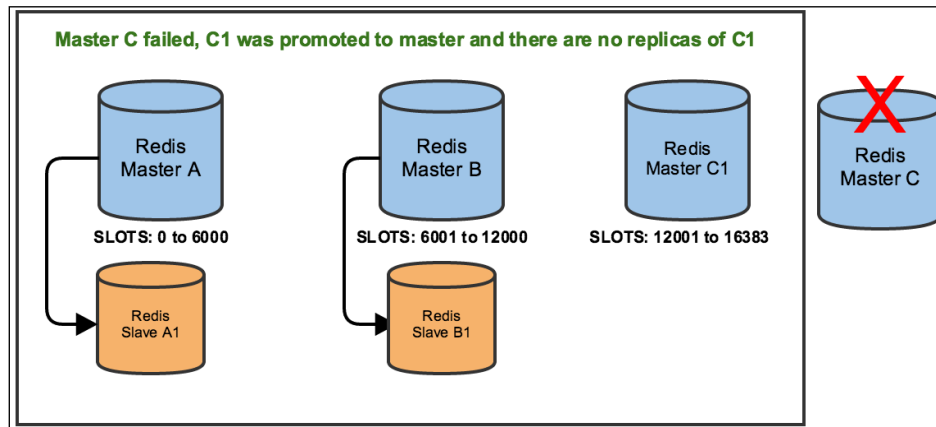 Master C failed, C1 was promoted to master and there are no replicas of C1
Redis
Master A
Redis
Master B
Redis
Master C1
X
Redis
Master C
SLOTS: 0 to 6000
SLOTS: 6001 to 12000
SLOTS: 12001 to 16383
Redis
Slave A1
Redis
Slave B1